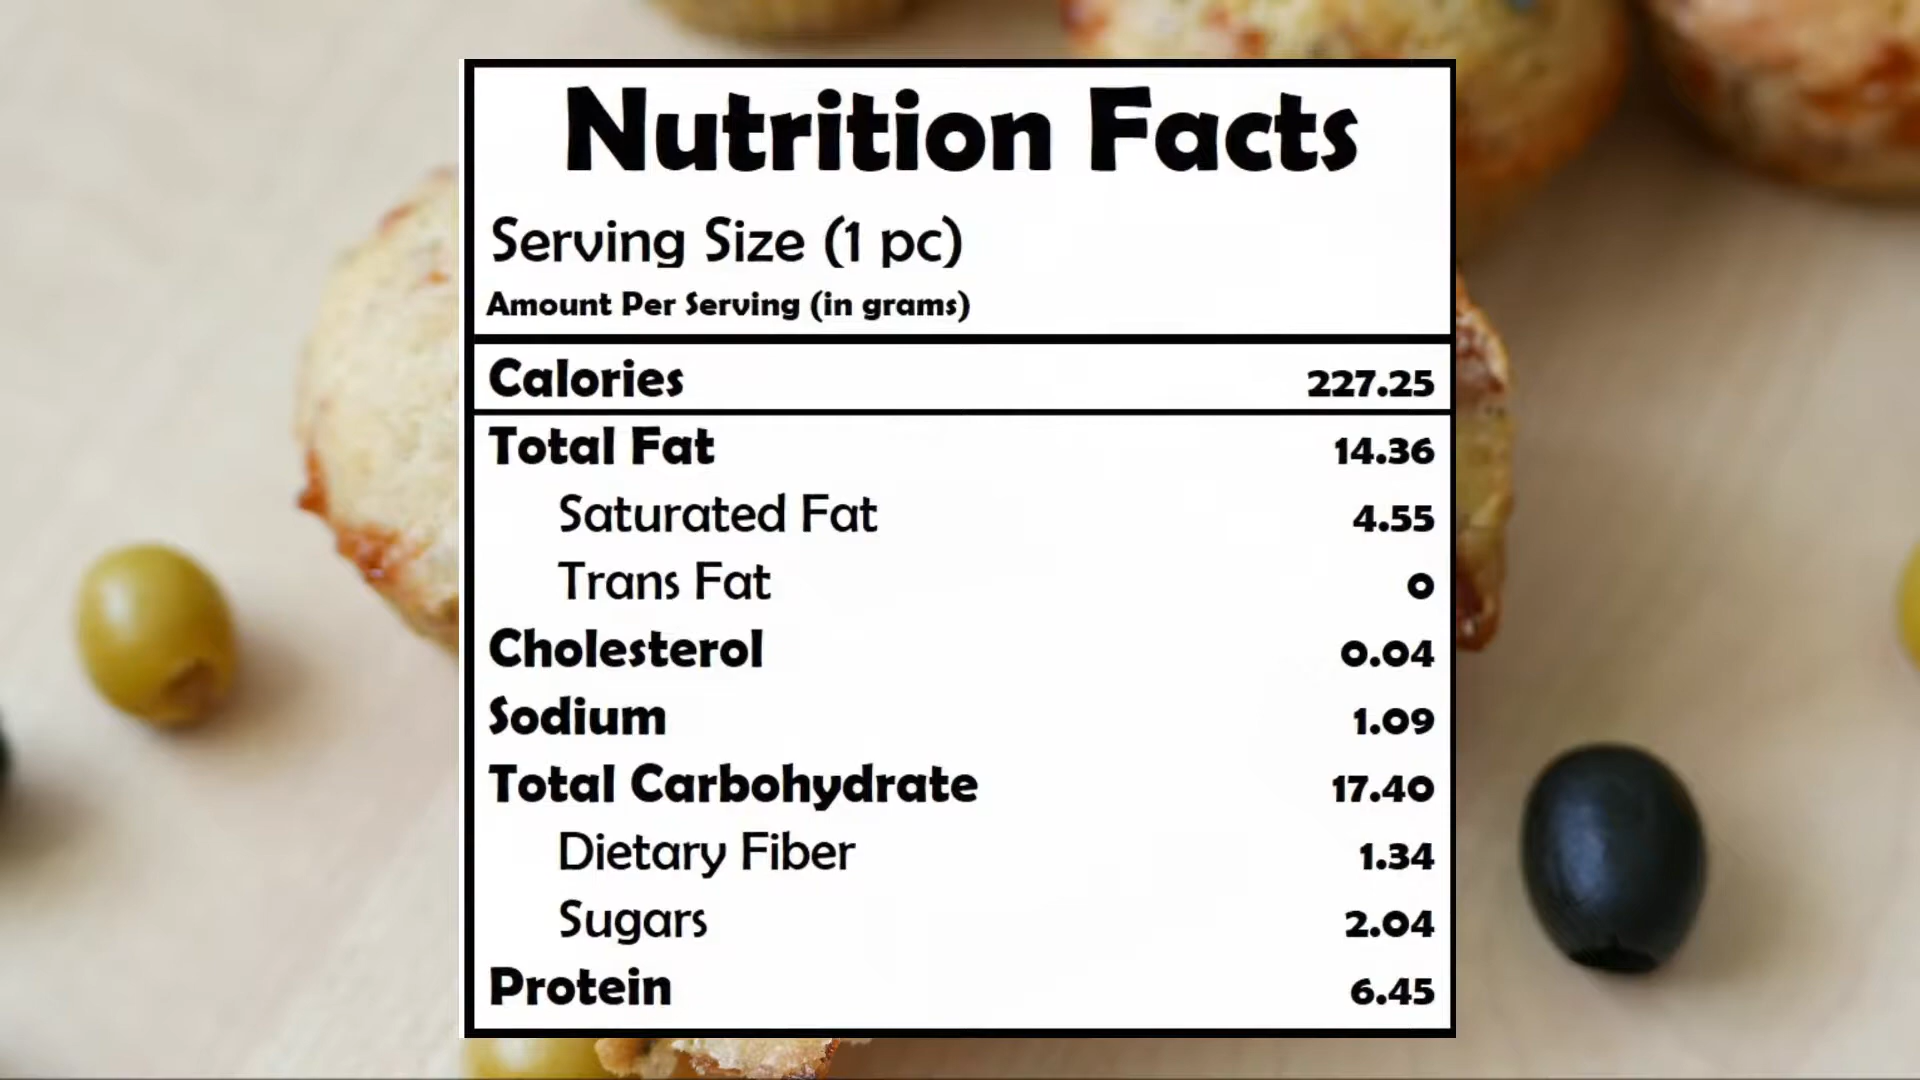 Nutrition Facts
Serving Size (1 pc)
Amount Per Serving (in grams)
Calories 227.25
Total Fat 14.36
Saturated Fat 4.55
Trans Fat 0
Cholesterol 0.04
Sodium 1.09
Total Carbohydrate 17.40
Dietary Fiber 1.34
Sugars 2.04
Protein 6.45